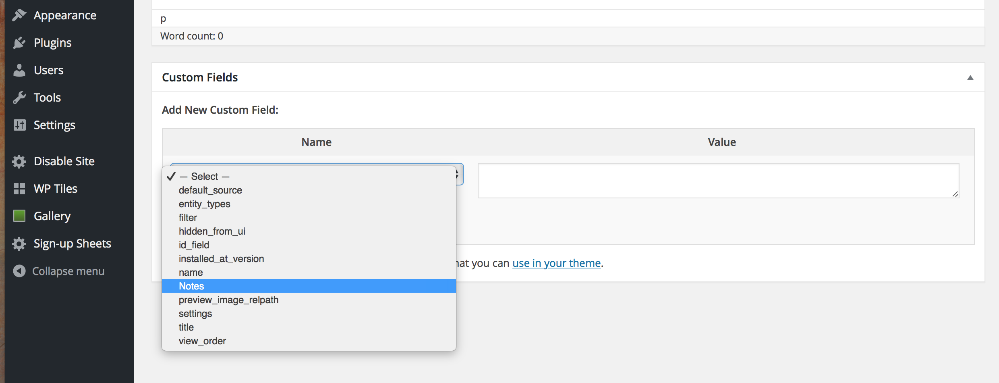 Appearance
Plugins
Users
Tools
Settings
Disable Site
WP Tiles
Gallery
Sign-up Sheets
Collapse menu
p
Word count: 0
Custom Fields
Add New Custom Field:
Name Value
— Select —
default_source
entity_types
filter
hidden_from_ui
id_field
installed_at_version
name
Notes
preview_image_relpath
settings
title
view_order
you can use in your theme.